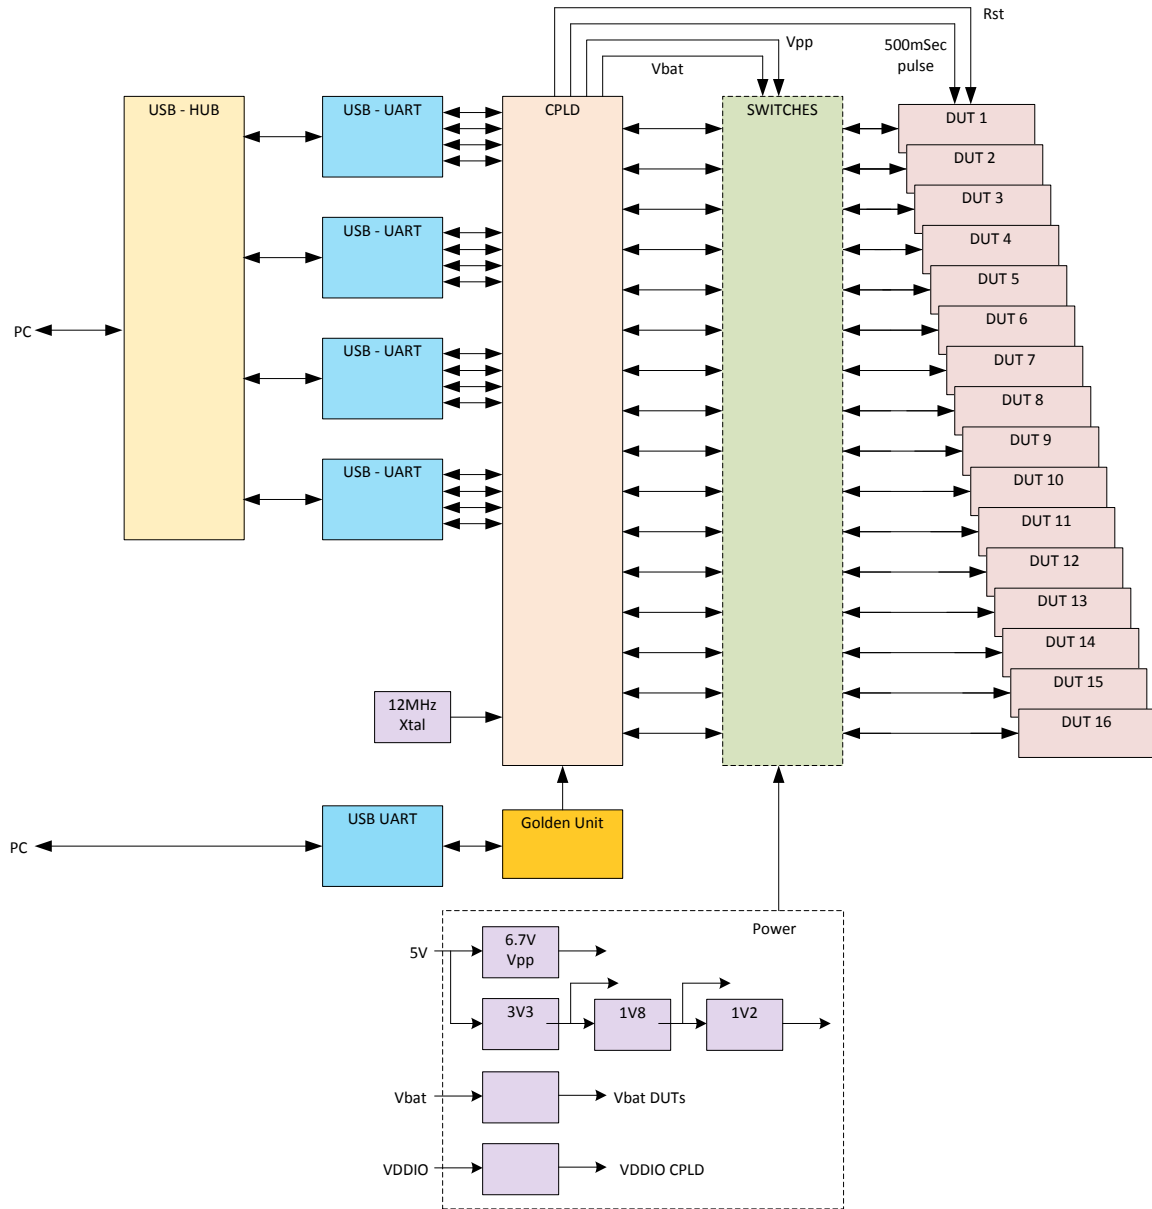 Rst
Vpp
500mSec
pulse
Vbat
USB - HUB
USB - UART
CPLD
SWITCHES
DUT 1
DUT 2
DUT 3
USB - UART
DUT 4
DUT 5
DUT 6
PC
USB - UART
DUT 7
DUT 8
DUT 9
USB - UART
DUT 10
DUT 11
DUT 12
DUT 13
DUT 14
DUT 15
12MHz
Xtal
DUT 16
USB UART
Golden Unit
PC
Power
5V
6.7V
Vpp
3V3
1V8
1V2
Vbat
Vbat DUTs
VDDIO
VDDIO CPLD